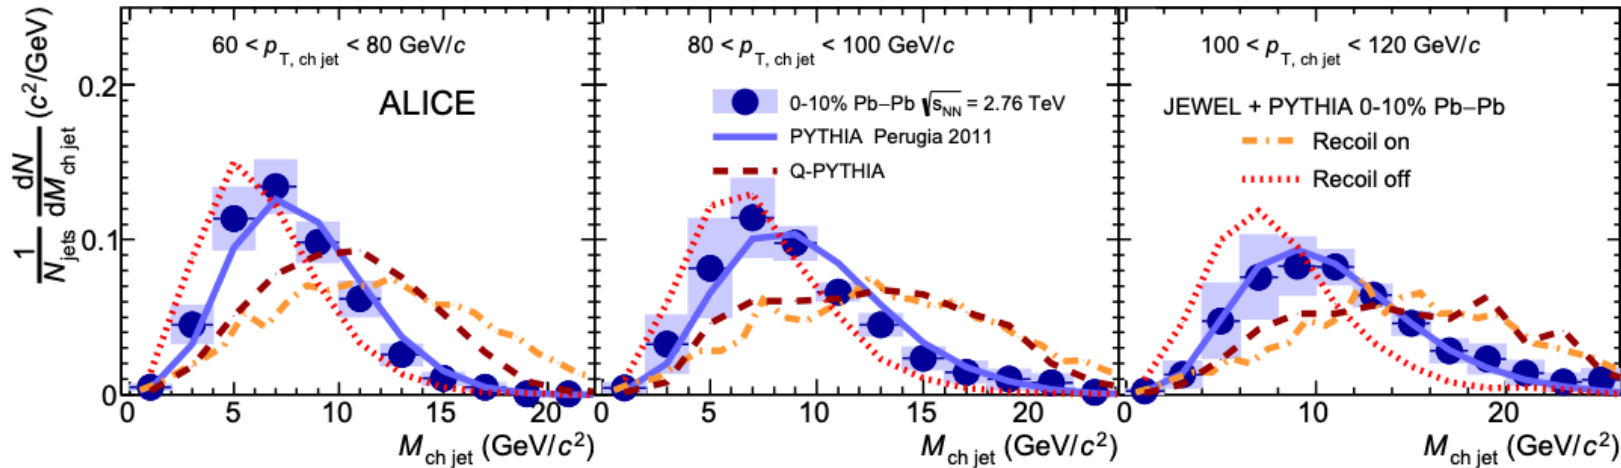 60 < p_T, ch jet < 80 GeV/c
80 < p_T, ch jet < 100 GeV/c
100 < p_T, ch jet < 120 GeV/c
ALICE
0-10% Pb–Pb √s_NN = 2.76 TeV
PYTHIA Perugia 2011
Q-PYTHIA
JEWEL + PYTHIA 0-10% Pb–Pb
Recoil on
Recoil off
1/N_jets dN/dM_ch jet (c²/GeV)
0.2
0.1
0
0 5 10 15 20
0 5 10 15 20
0 10 20
M_ch jet (GeV/c²)
M_ch jet (GeV/c²)
M_ch jet (GeV/c²)